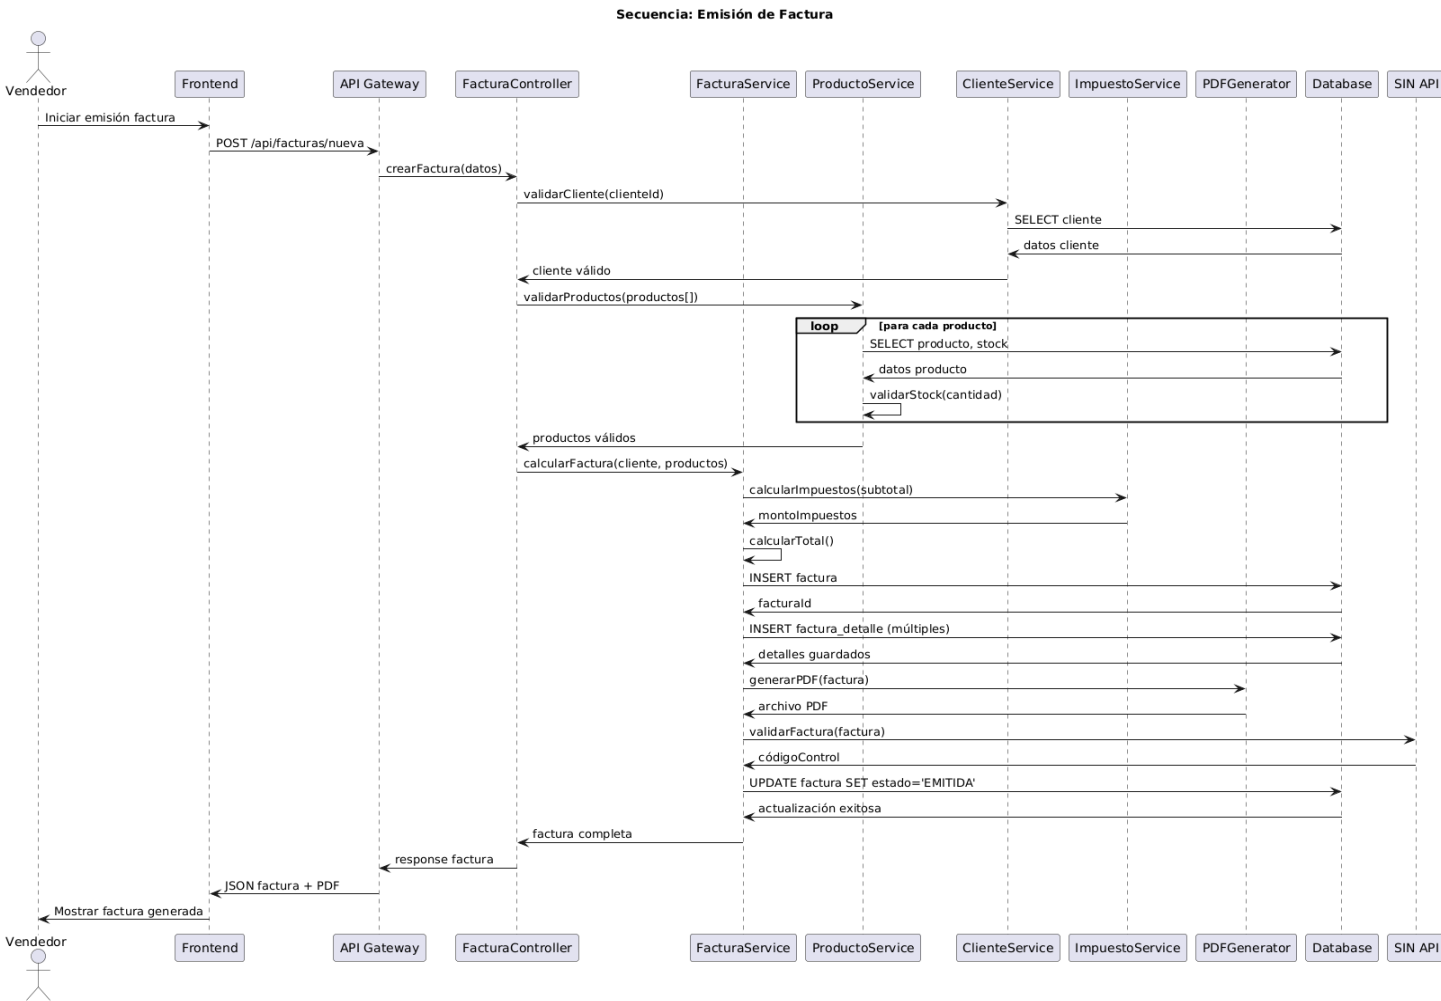 Secuencia: Emisión de Factura
Vendedor
Frontend
API Gateway
FacturaController
FacturaService
ProductoService
ClienteService
ImpuestoService
PDFGenerator
Database
SIN API
Iniciar emisión factura
POST /api/facturas/nueva
crearFactura(datos)
validarCliente(clienteId)
SELECT cliente
datos cliente
cliente válido
validarProductos(productos[])
loop [para cada producto]
SELECT producto, stock
datos producto
validarStock(cantidad)
productos válidos
calcularFactura(cliente, productos)
calcularImpuestos(subtotal)
montoImpuestos
calcularTotal()
INSERT factura
facturaId
INSERT factura_detalle (múltiples)
detalles guardados
generarPDF(factura)
archivo PDF
validarFactura(factura)
códigoControl
UPDATE factura SET estado='EMITIDA'
actualización exitosa
factura completa
response factura
JSON factura + PDF
Mostrar factura generada
Vendedor
Frontend
API Gateway
FacturaController
FacturaService
ProductoService
ClienteService
ImpuestoService
PDFGenerator
Database
SIN API